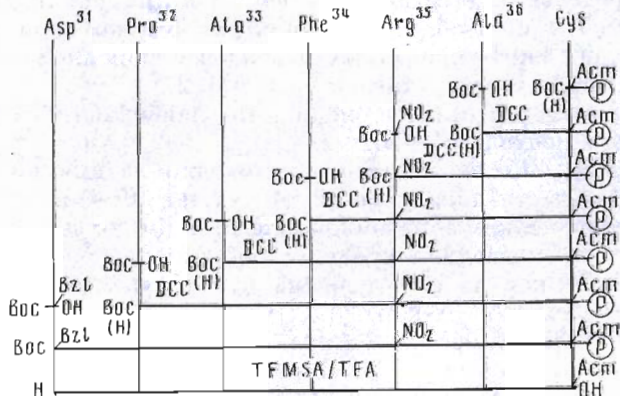 Asp³¹ Pro³² Ala³³ Phe³⁴ Arg³⁵ Ala³⁶ Cys
Acm
Boc OH Boc (H) P
NO₂ DCC Acm
Boc OH Boc P
DCC (H)
NO₂ Acm
Boc OH Boc P
DCC (H)
NO₂ Acm
Boc OH Boc P
DCC (H)
NO₂ Acm
Boc OH Boc P
DCC (H)
Bzl NO₂ Acm
Boc OH Boc P
(H)
Bzl NO₂ Acm
Boc P
TFMSA/TFA Acm
H OH